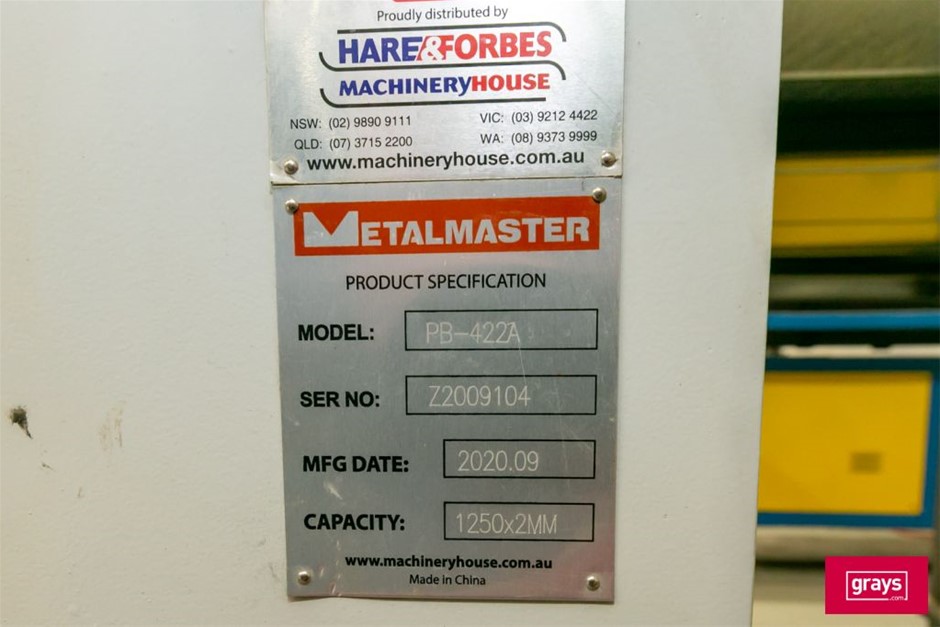 Proudly distributed by
HARE&FORBES
MACHINERYHOUSE
NSW: (02) 9890 9111 VIC: (03) 9212 4422
QLD: (07) 3715 2200 WA: (08) 9373 9999
www.machineryhouse.com.au
METALMASTER
PRODUCT SPECIFICATION
MODEL: PB-422A
SER NO: Z2009104
MFG DATE: 2020.09
CAPACITY: 1250x2MM
www.machineryhouse.com.au
Made in China
grays
.com